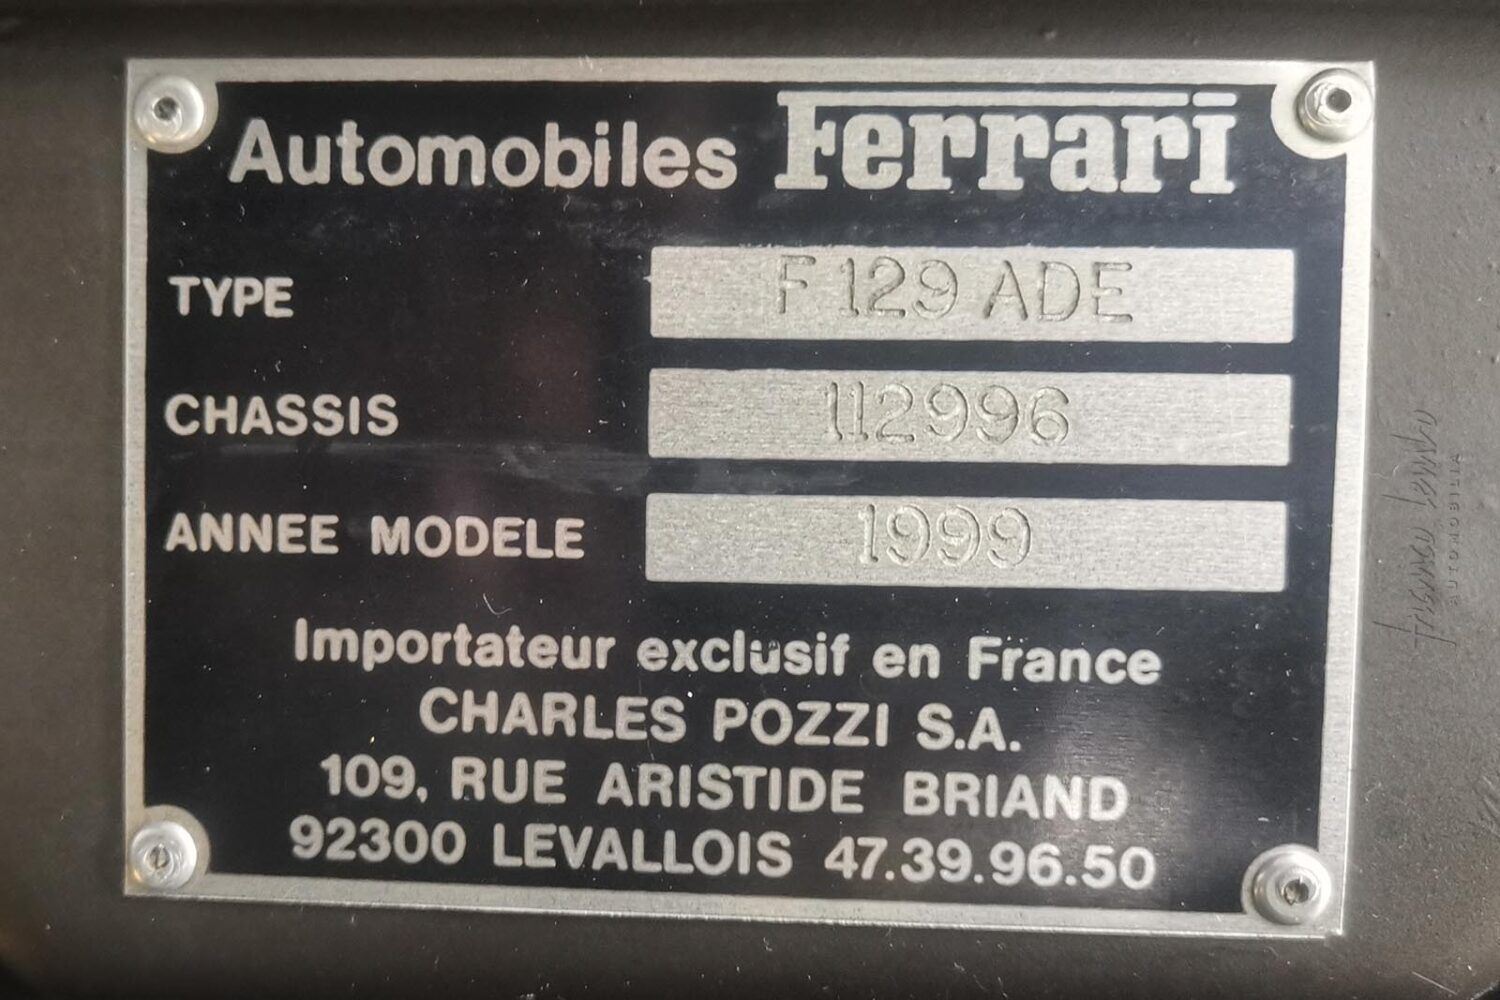 Automobiles Ferrari
TYPE F 129 ADE
CHASSIS 112996
ANNEE MODELE 1999
Importateur exclusif en France
CHARLES POZZI S.A.
109, RUE ARISTIDE BRIAND
92300 LEVALLOIS 47.39.96.50
AUTOMOBILIA